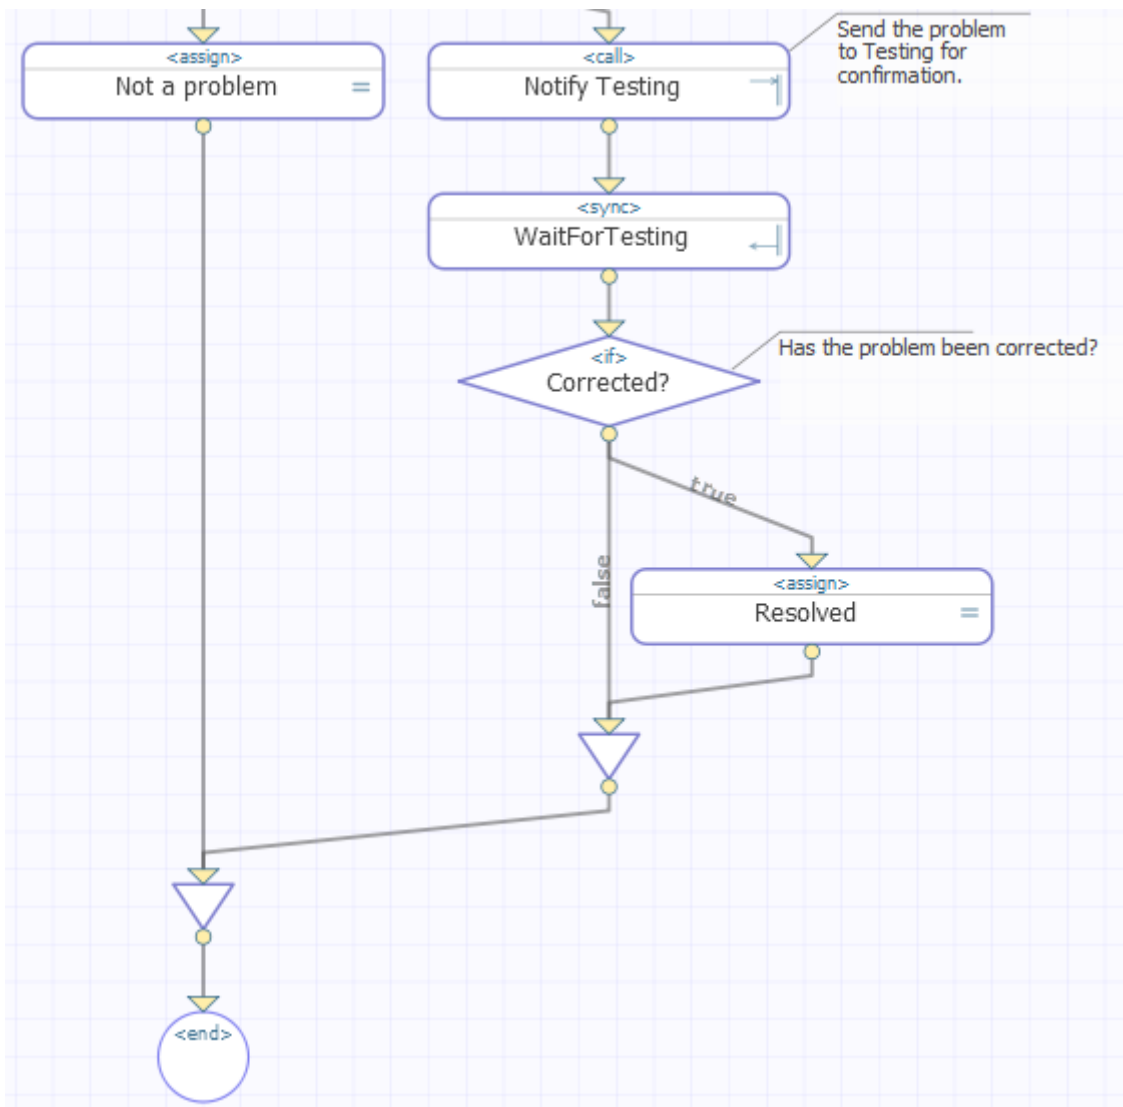 <assign>
Not a problem
=
<call>
Notify Testing
Send the problem
to Testing for
confirmation.
<sync>
WaitForTesting
<if>
Corrected?
Has the problem been corrected?
true
false
<assign>
Resolved
=
<end>